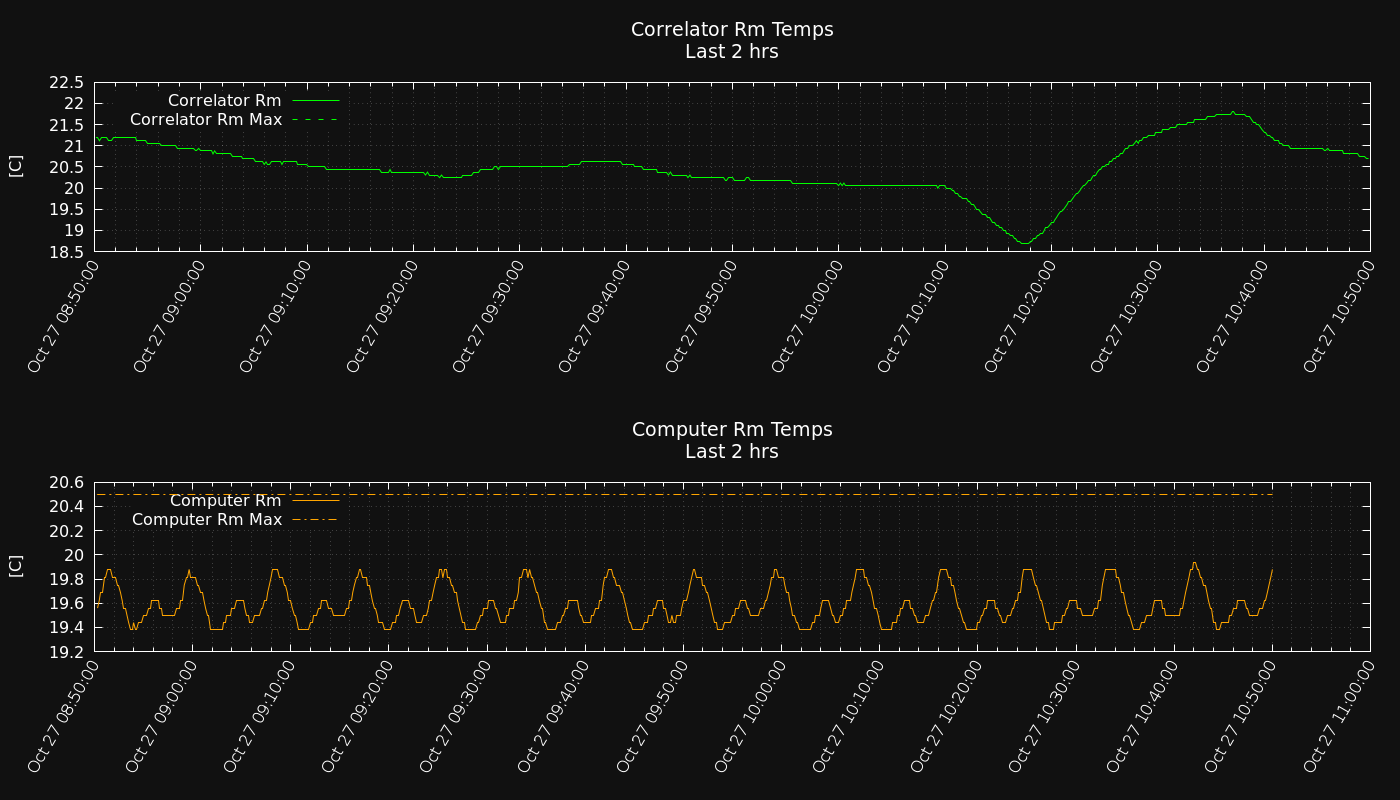 Correlator Rm Temps
Last 2 hrs
22.5
22
21.5
21
20.5
20
19.5
19
18.5
[C]
Correlator Rm
Correlator Rm Max
Oct 27 08:50:00
Oct 27 09:00:00
Oct 27 09:10:00
Oct 27 09:20:00
Oct 27 09:30:00
Oct 27 09:40:00
Oct 27 09:50:00
Oct 27 10:00:00
Oct 27 10:10:00
Oct 27 10:20:00
Oct 27 10:30:00
Oct 27 10:40:00
Oct 27 10:50:00
Computer Rm Temps
Last 2 hrs
20.6
20.4
20.2
20
19.8
19.6
19.4
19.2
[C]
Computer Rm
Computer Rm Max
Oct 27 08:50:00
Oct 27 09:00:00
Oct 27 09:10:00
Oct 27 09:20:00
Oct 27 09:30:00
Oct 27 09:40:00
Oct 27 09:50:00
Oct 27 10:00:00
Oct 27 10:10:00
Oct 27 10:20:00
Oct 27 10:30:00
Oct 27 10:40:00
Oct 27 10:50:00
Oct 27 11:00:00